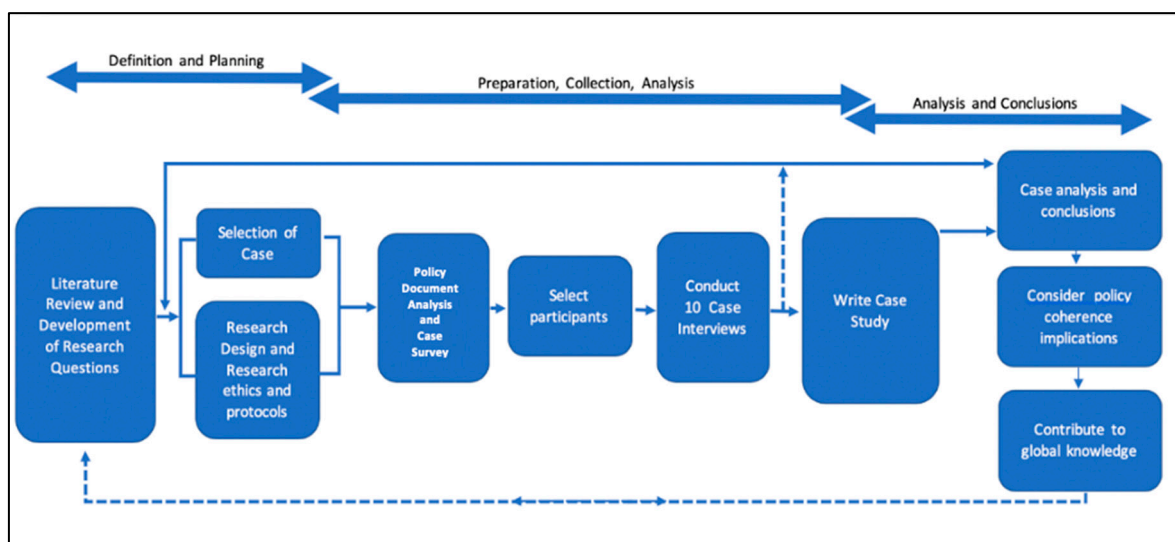 Definition and Planning
Preparation, Collection, Analysis
Analysis and Conclusions
Literature
Review and
Development
of Research
Questions
Selection of
Case
Research
Design and
Research
ethics and
protocols
Policy
Document
Analysis
and
Case
Survey
Select
participants
Conduct
10 Case
Interviews
Write Case
Study
Case analysis and
conclusions
Consider policy
coherence
implications
Contribute to
global knowledge